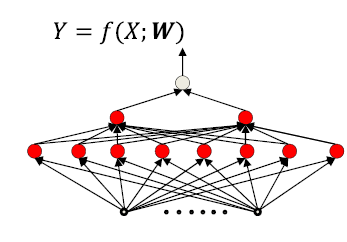 Y = f(X; W)